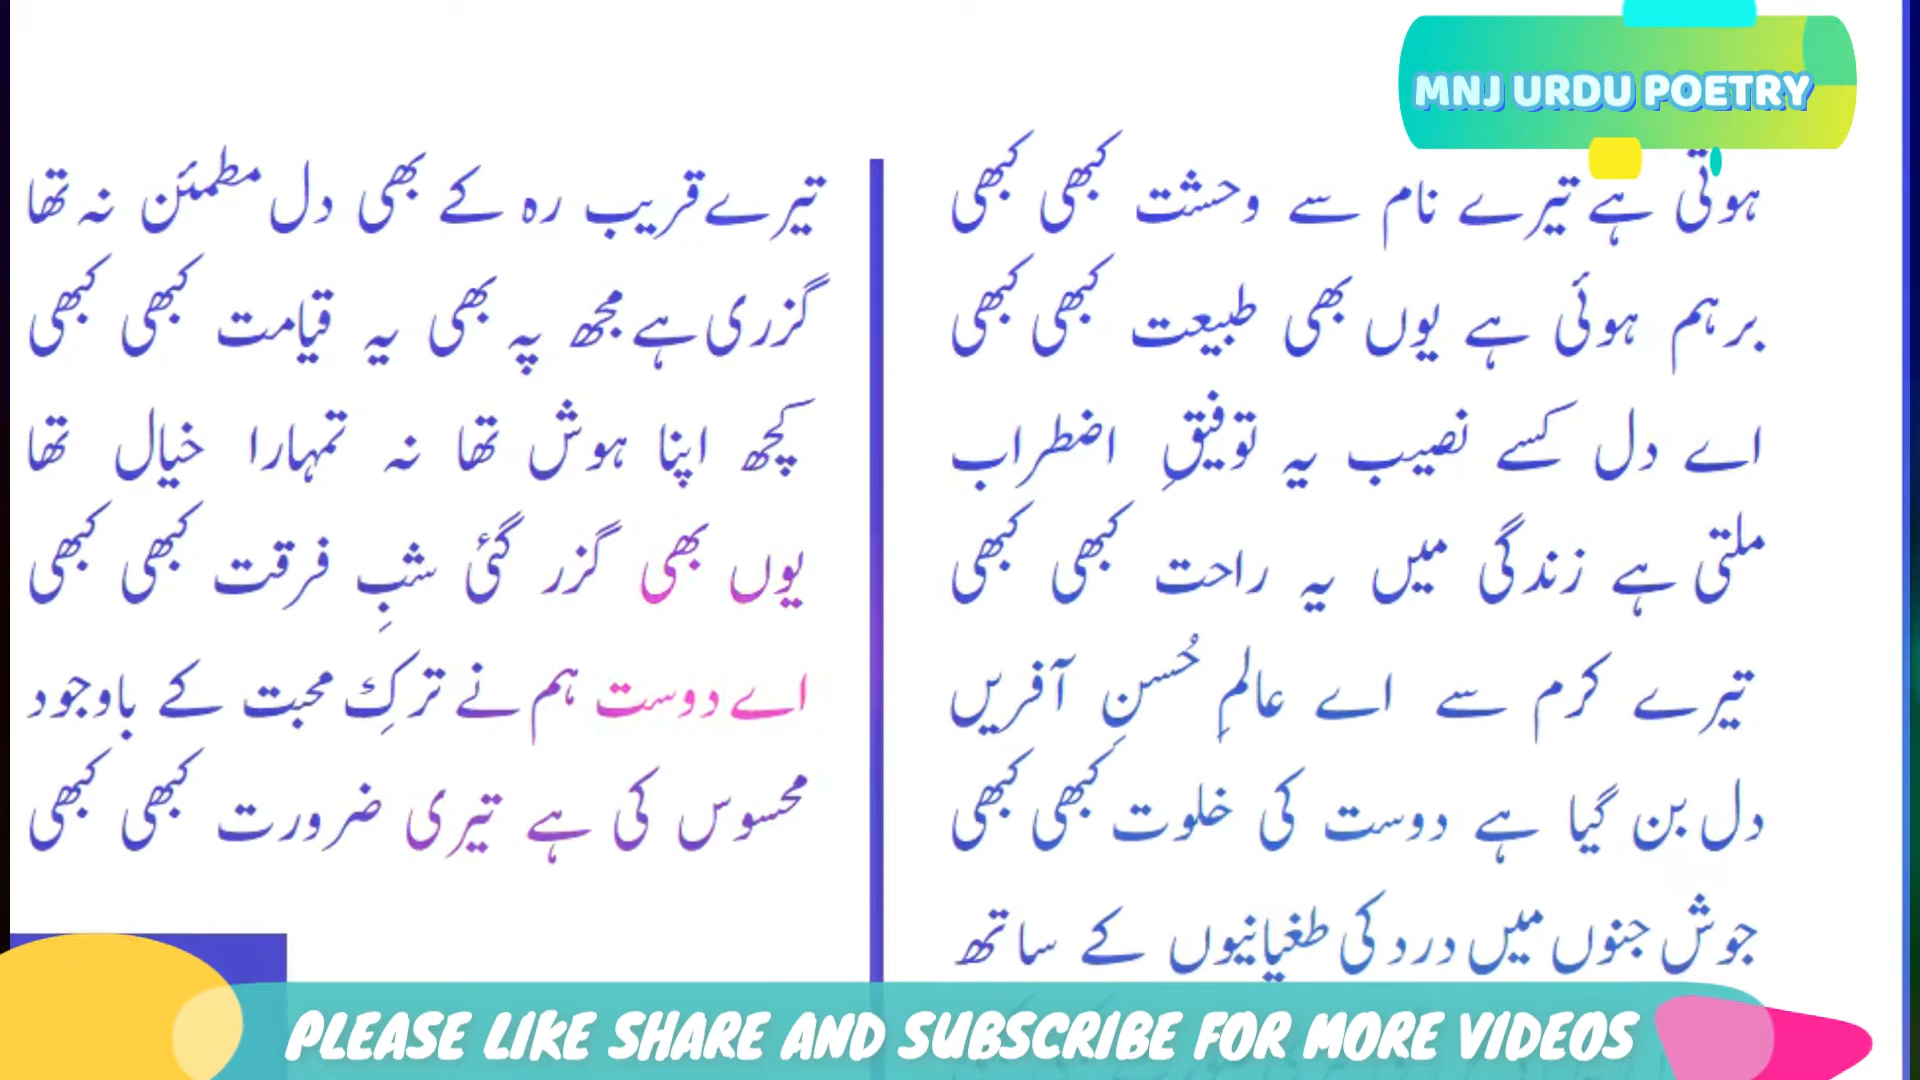 MNJ URDU POETRY
ہوتی ہے تیرے نام سے وحشت کبھی کبھی
برہم ہوئی ہے یوں بھی طبیعت کبھی کبھی
اے دل کسے نصیب یہ توفیقِ اضطراب
ملتی ہے زندگی میں یہ راحت کبھی کبھی
تیرے کرم سے اے عالمِ حُسنِ آفریں
دل بن گیا ہے دوست کی خلوت کبھی کبھی
جوش جنوں میں درد کی طغیانیوں کے ساتھ
تیرے قریب رہ کے بھی دل مطمئن نہ تھا
گزری ہے مجھ پہ بھی یہ قیامت کبھی کبھی
کچھ اپنا ہوش تھا نہ تمہارا خیال تھا
یوں بھی گزر گئی شبِ فرقت کبھی کبھی
اے دوست ہم نے ترکِ محبت کے باوجود
محسوس کی ہے تیری ضرورت کبھی کبھی
PLEASE LIKE SHARE AND SUBSCRIBE FOR MORE VIDEOS